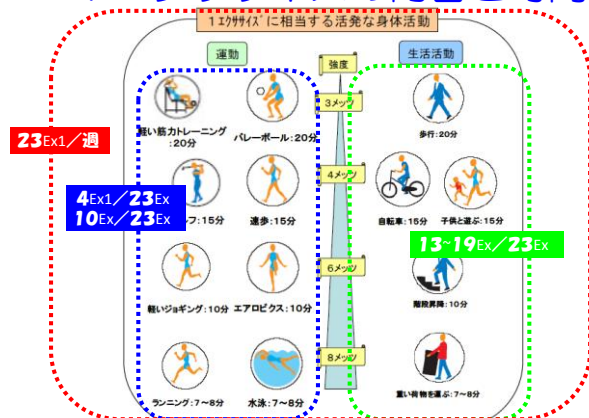 1エクササイズに相当する活発な身体活動
運動
生活活動
強度
3メッツ
軽い筋力トレーニング
:20分
バレーボール:20分
歩行:20分
23Ex1/週
4メッツ
4Ex1/23Ex
10Ex/23Ex
フ:15分
速歩:15分
自転車:15分
子供と遊ぶ:15分
13~19Ex/23Ex
6メッツ
軽いジョギング:10分
エアロビクス:10分
階段昇降:10分
8メッツ
ランニング:7~8分
水泳:7~8分
重い荷物を運ぶ:7~8分